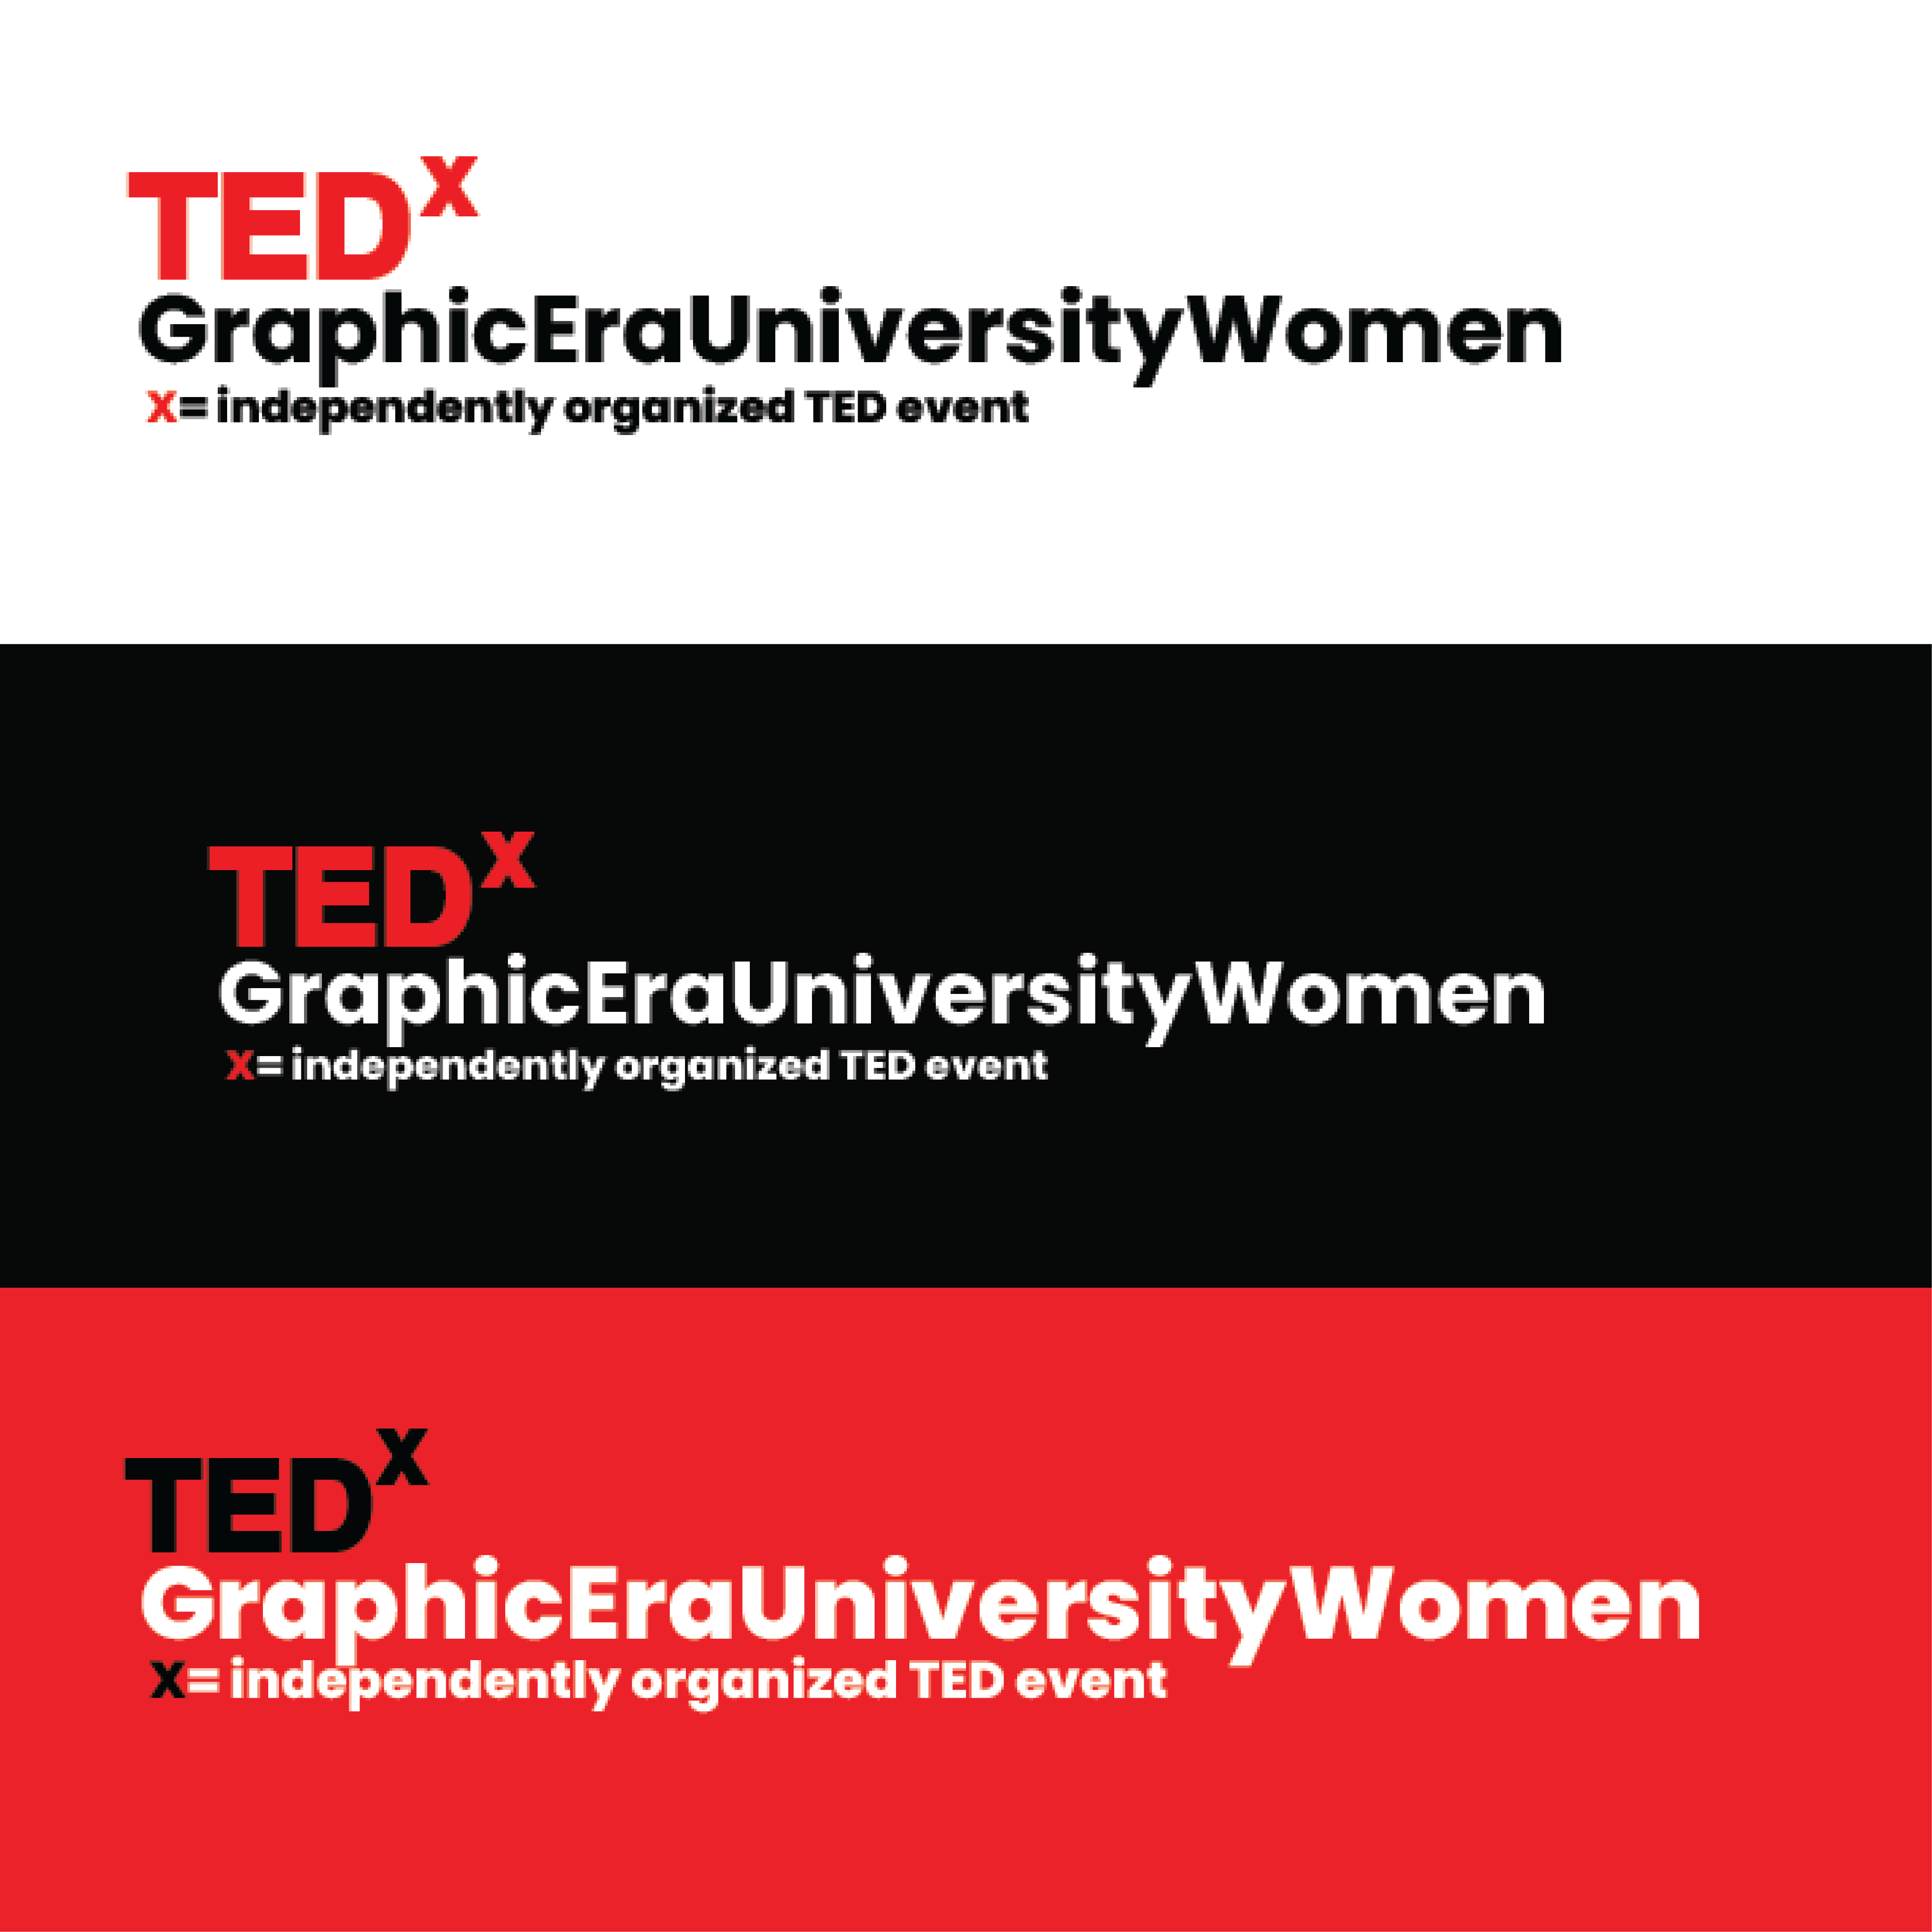 TEDx
GraphicEraUniversityWomen
x= independently organized TED event
TEDx
GraphicEraUniversityWomen
x= independently organized TED event
TEDx
GraphicEraUniversityWomen
x= independently organized TED event